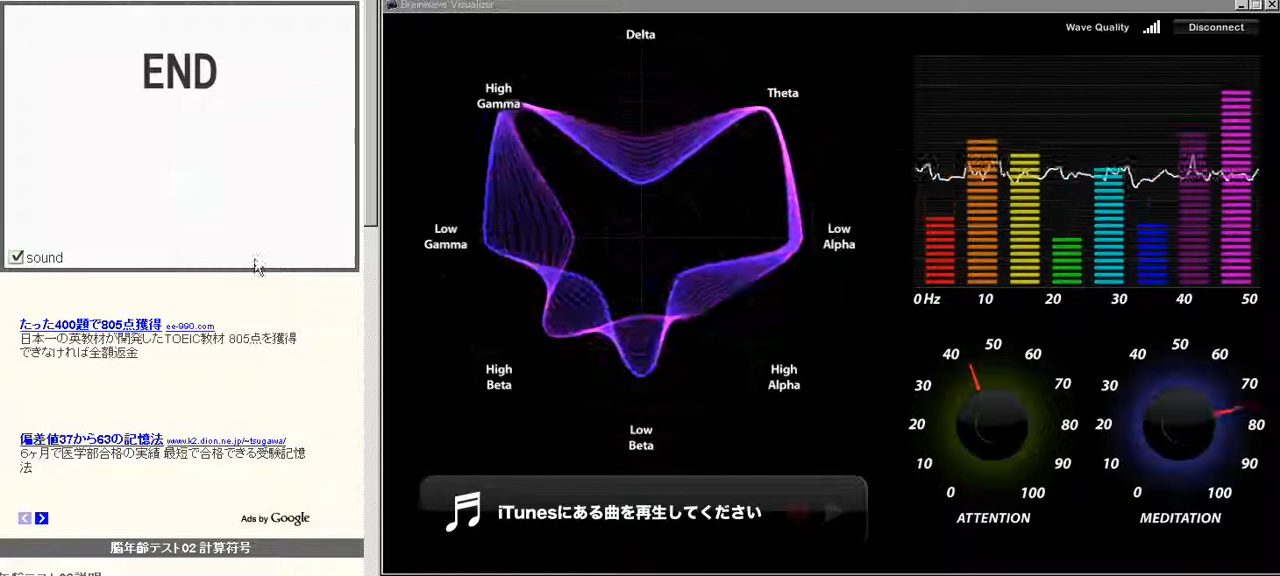 END
sound
たった400題で805点獲得 ee-990.com
日本一の英教材が開発したTOEIC教材 805点を獲得
できなければ全額返金
偏差値37から63の記憶法 www.k2.dion.ne.jp/~tsugawa/
6ヶ月で医学部合格の実績 最短で合格できる受験記憶
法
Ads by Google
脳年齢テスト02 計算符号
Brainwave Visualizer
Wave Quality
Disconnect
Delta
High
Gamma
Theta
Low
Gamma
Low
Alpha
High
Beta
High
Alpha
Low
Beta
iTunesにある曲を再生してください
0 Hz 10 20 30 40 50
0 10 20 30 40 50 60 70 80 90 100
ATTENTION
0 10 20 30 40 50 60 70 80 90 100
MEDITATION